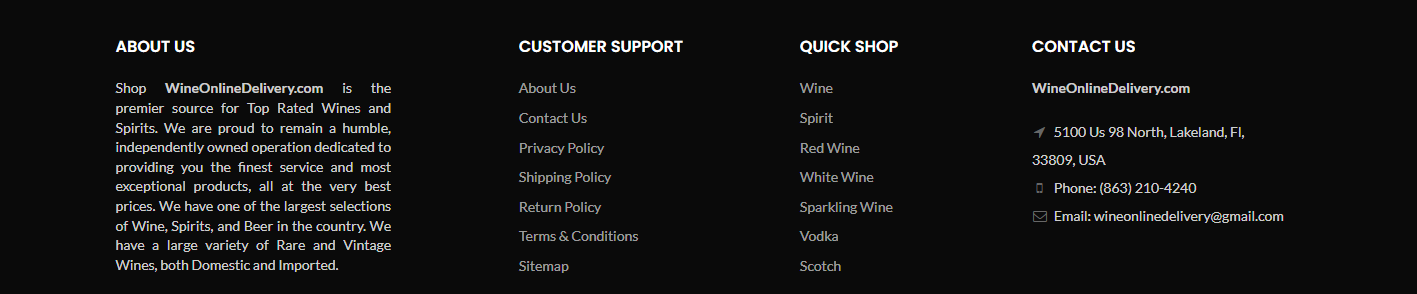 ABOUT US
Shop WineOnlineDelivery.com is the
premier source for Top Rated Wines and
Spirits. We are proud to remain a humble,
independently owned operation dedicated to
providing you the finest service and most
exceptional products, all at the very best
prices. We have one of the largest selections
of Wine, Spirits, and Beer in the country. We
have a large variety of Rare and Vintage
Wines, both Domestic and Imported.
CUSTOMER SUPPORT
About Us
Contact Us
Privacy Policy
Shipping Policy
Return Policy
Terms & Conditions
Sitemap
QUICK SHOP
Wine
Spirit
Red Wine
White Wine
Sparkling Wine
Vodka
Scotch
CONTACT US
WineOnlineDelivery.com
5100 Us 98 North, Lakeland, Fl,
33809, USA
Phone: (863) 210-4240
Email: wineonlinedelivery@gmail.com